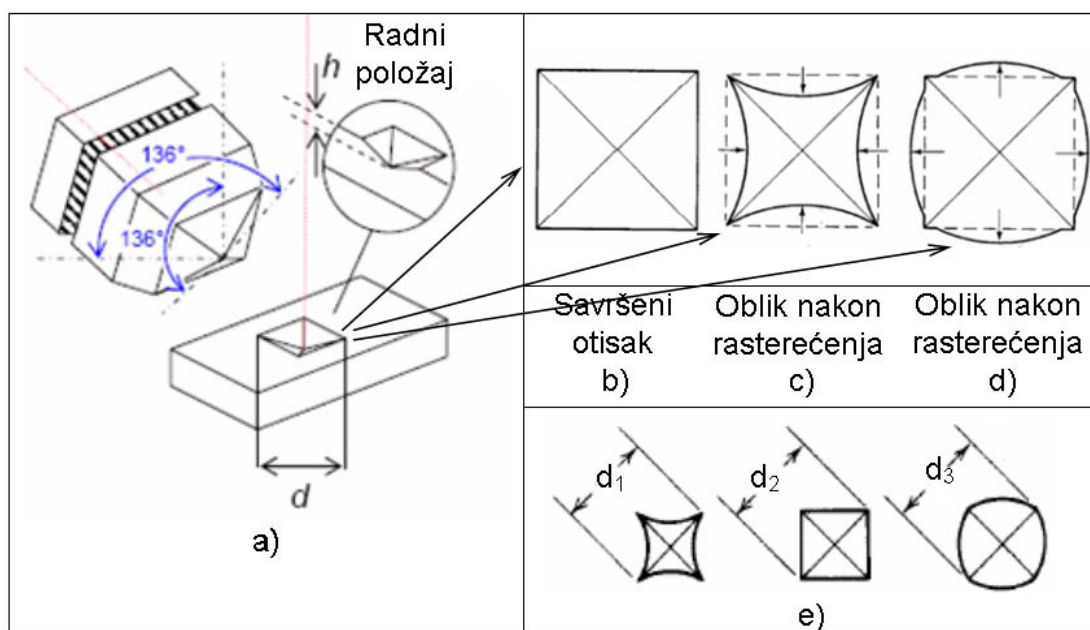 Radni
položaj
h
136°
136°
d
a)
Savršeni
otisak
b)
Oblik nakon
rasterećenja
c)
Oblik nakon
rasterećenja
d)
d₁
d₂
d₃
e)